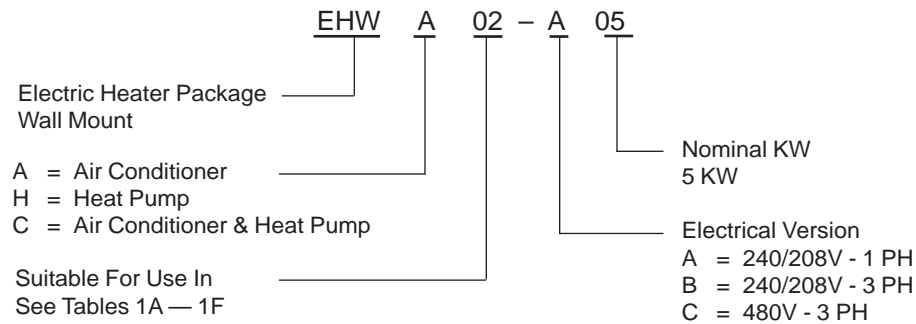 EHW A 02 – A 05
Electric Heater Package
Wall Mount
A = Air Conditioner
H = Heat Pump
C = Air Conditioner & Heat Pump
Suitable For Use In
See Tables 1A — 1F
Nominal KW
5 KW
Electrical Version
A = 240/208V - 1 PH
B = 240/208V - 3 PH
C = 480V - 3 PH